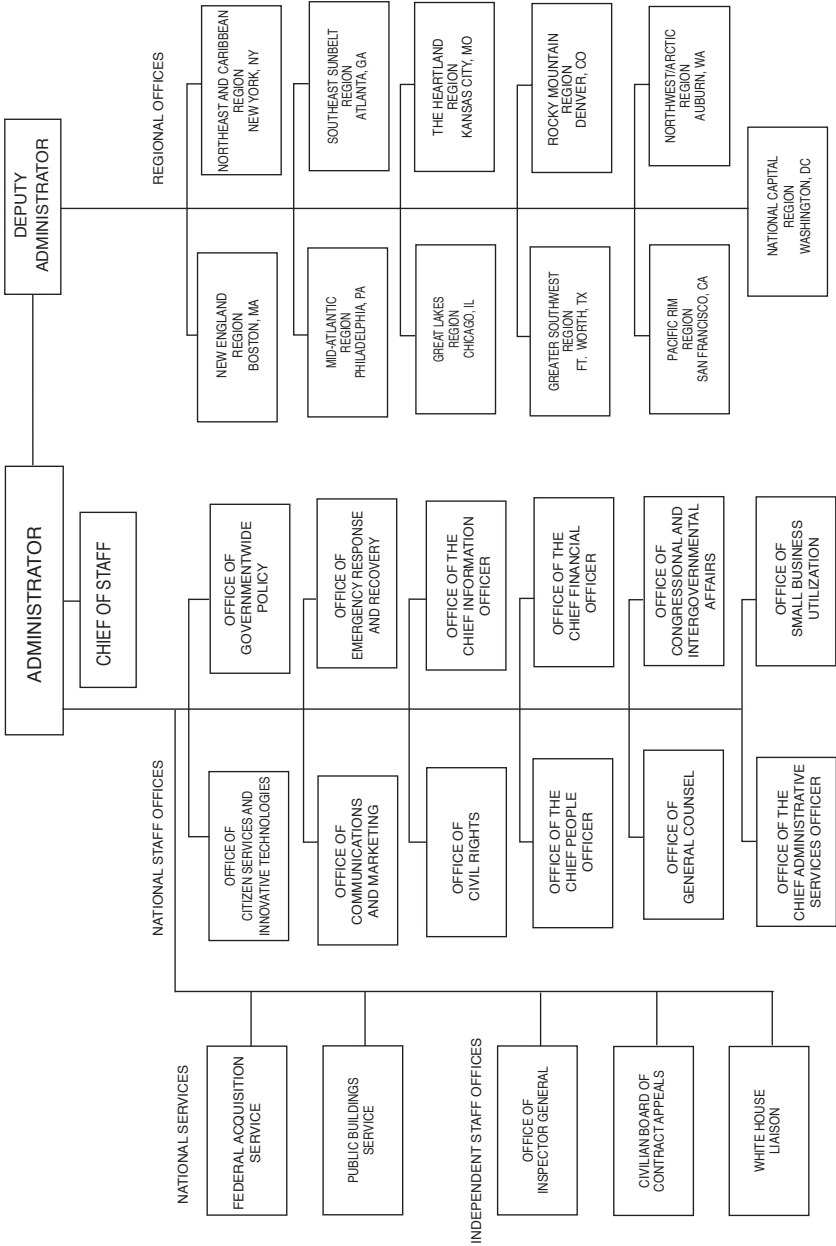 ADMINISTRATOR
DEPUTY
ADMINISTRATOR
CHIEF OF STAFF
NATIONAL SERVICES
FEDERAL ACQUISITION
SERVICE
PUBLIC BUILDINGS
SERVICE
INDEPENDENT STAFF OFFICES
OFFICE OF
INSPECTOR GENERAL
CIVILIAN BOARD OF
CONTRACT APPEALS
WHITE HOUSE
LIAISON
NATIONAL STAFF OFFICES
OFFICE OF
CITIZEN SERVICES AND
INNOVATIVE TECHNOLOGIES
OFFICE OF
GOVERNMENTWIDE
POLICY
OFFICE OF
COMMUNICATIONS
AND MARKETING
OFFICE OF
EMERGENCY RESPONSE
AND RECOVERY
OFFICE OF
CIVIL RIGHTS
OFFICE OF THE
CHIEF INFORMATION
OFFICER
OFFICE OF THE
CHIEF PEOPLE
OFFICER
OFFICE OF THE
CHIEF FINANCIAL
OFFICER
OFFICE OF
GENERAL COUNSEL
OFFICE OF
CONGRESSIONAL AND
INTERGOVERNMENTAL
AFFAIRS
OFFICE OF THE
CHIEF ADMINISTRATIVE
SERVICES OFFICER
OFFICE OF
SMALL BUSINESS
UTILIZATION
REGIONAL OFFICES
NEW ENGLAND
REGION
BOSTON, MA
NORTHEAST AND CARIBBEAN
REGION
NEW YORK, NY
MID-ATLANTIC
REGION
PHILADELPHIA, PA
SOUTHEAST SUNBELT
REGION
ATLANTA, GA
GREAT LAKES
REGION
CHICAGO, IL
THE HEARTLAND
REGION
KANSAS CITY, MO
GREATER SOUTHWEST
REGION
FT. WORTH, TX
ROCKY MOUNTAIN
REGION
DENVER, CO
PACIFIC RIM
REGION
SAN FRANCISCO, CA
NORTHWEST/ARCTIC
REGION
AUBURN, WA
NATIONAL CAPITAL
REGION
WASHINGTON, DC